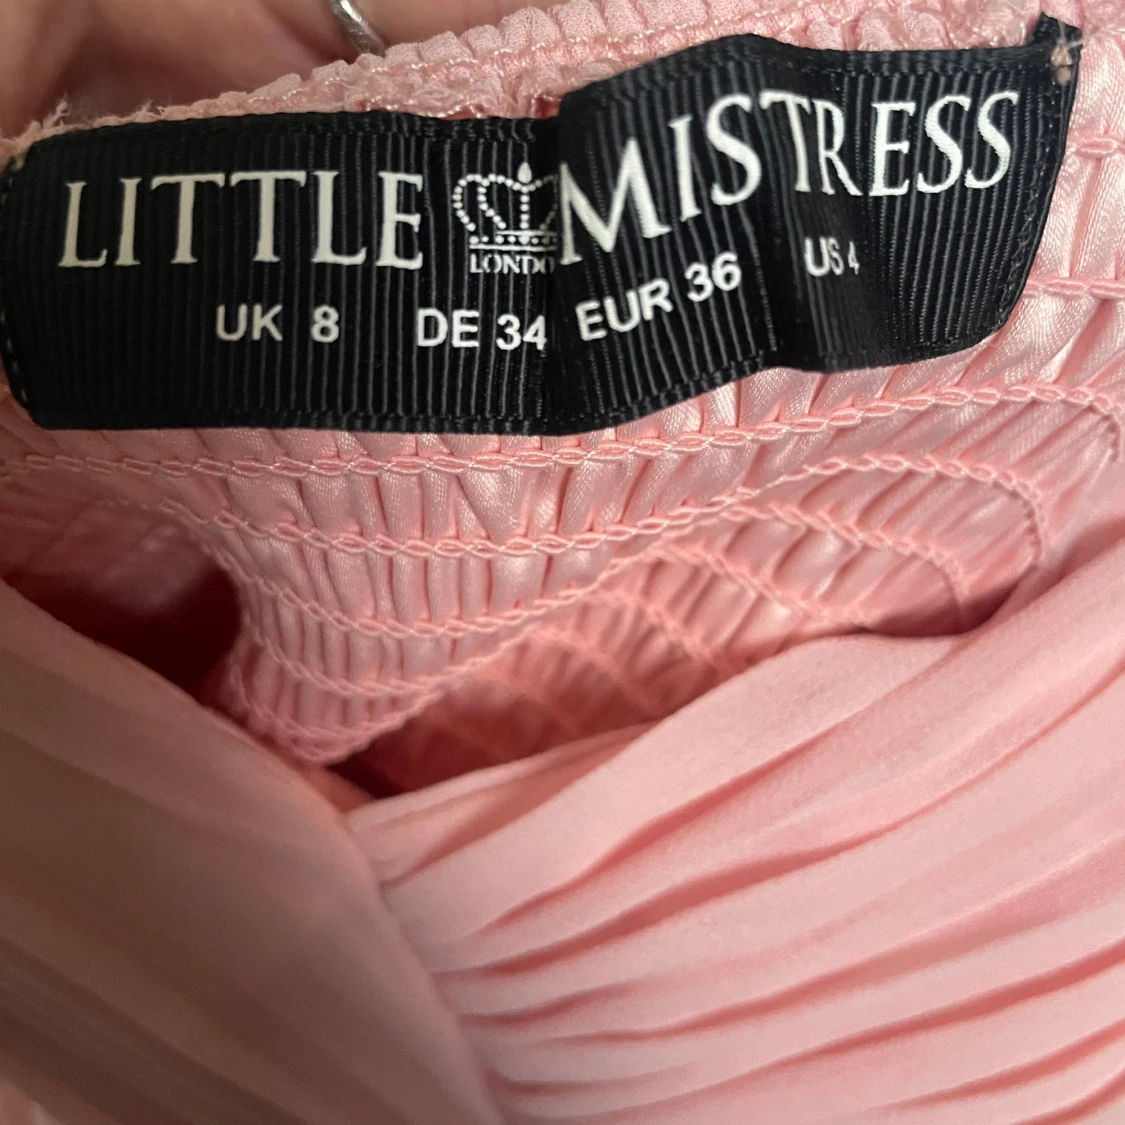 LITTLE MISTRESS
LONDO
UK 8 DE 34 EUR 36 US 4